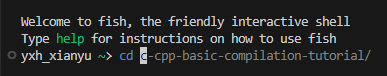 Welcome to fish, the friendly interactive shell
Type help for instructions on how to use fish
yxh_xianyu ~> cd c-cpp-basic-compilation-tutorial/